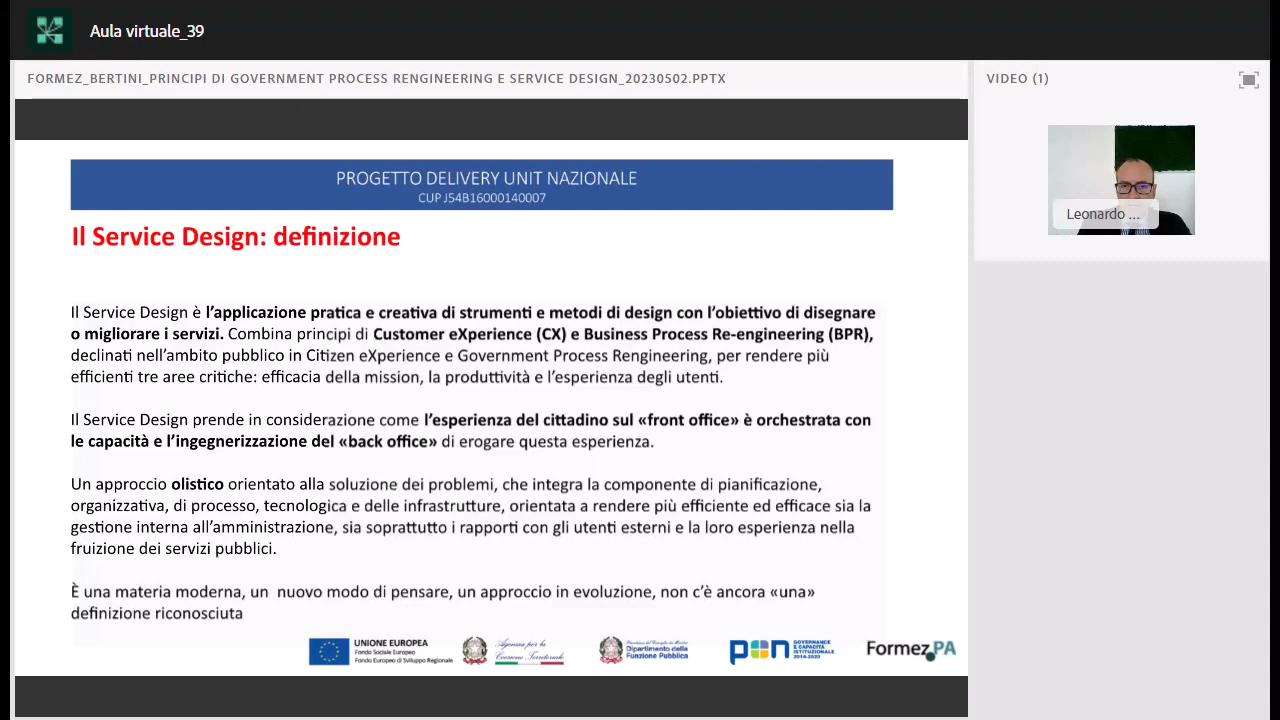 Aula virtuale_39
FORMEZ_BERTINI_PRINCIPI DI GOVERNMENT PROCESS RENGINEERING E SERVICE DESIGN_20230502.PPTX
VIDEO (1)
Leonardo ...
PROGETTO DELIVERY UNIT NAZIONALE
CUP J54B16000140007
Il Service Design: definizione
Il Service Design è l'applicazione pratica e creativa di strumenti e metodi di design con l'obiettivo di disegnare
o migliorare i servizi. Combina principi di Customer eXperience (CX) e Business Process Re-engineering (BPR),
declinati nell'ambito pubblico in Citizen eXperience e Government Process Rengineering, per rendere più
efficienti tre aree critiche: efficacia della mission, la produttività e l'esperienza degli utenti.
Il Service Design prende in considerazione come l'esperienza del cittadino sul «front office» è orchestrata con
le capacità e l'ingegnerizzazione del «back office» di erogare questa esperienza.
Un approccio olistico orientato alla soluzione dei problemi, che integra la componente di pianificazione,
organizzativa, di processo, tecnologica e delle infrastrutture, orientata a rendere più efficiente ed efficace sia la
gestione interna all'amministrazione, sia soprattutto i rapporti con gli utenti esterni e la loro esperienza nella
fruizione dei servizi pubblici.
È una materia moderna, un  nuovo modo di pensare, un approccio in evoluzione, non c'è ancora «una»
definizione riconosciuta
UNIONE EUROPEA
Fondo Sociale Europeo
Fondo Europeo di Sviluppo Regionale
Agenzia per la
Coesione Territoriale
Presidenza del Consiglio dei Ministri
Dipartimento della
Funzione Pubblica
pon
GOVERNANCE
E CAPACITÀ
ISTITUZIONALE
2014-2020
Formez PA